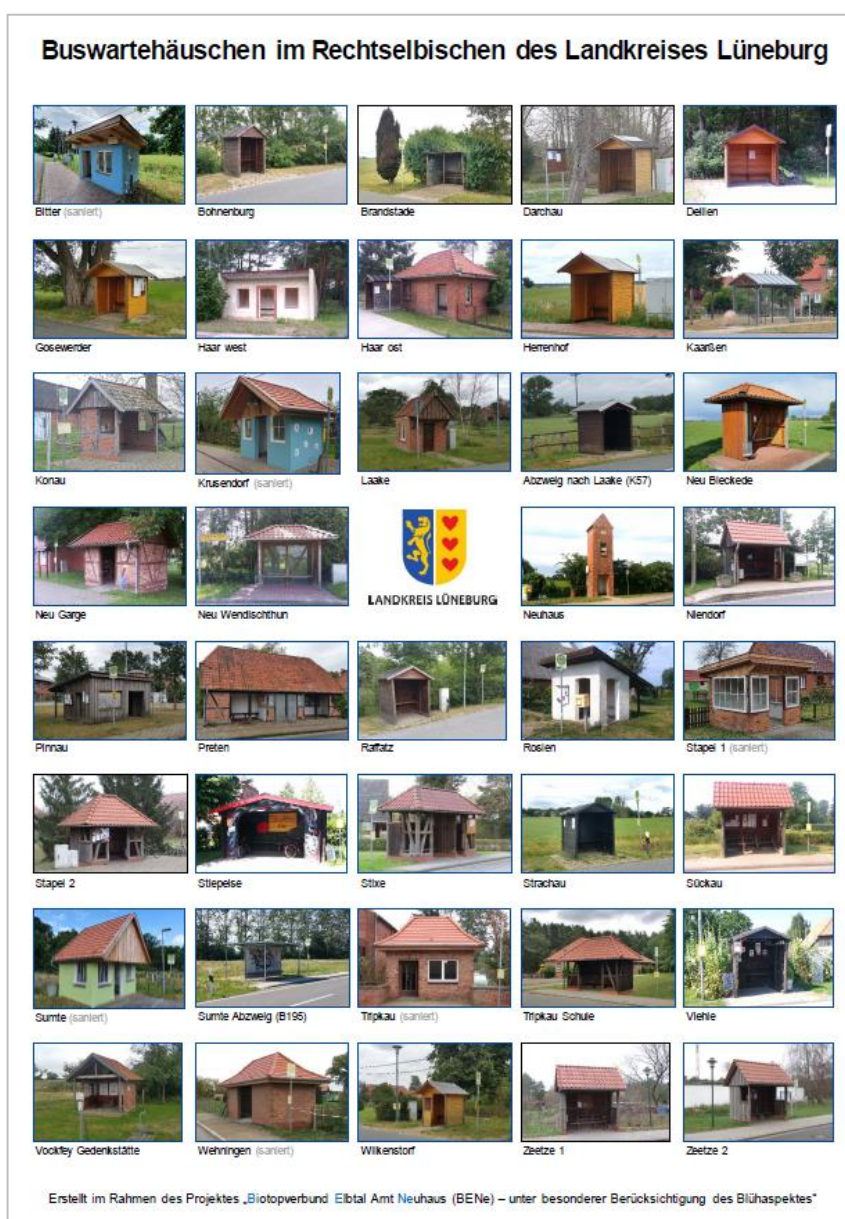 Buswartehäuschen im Rechtselbischen des Landkreises Lüneburg
Bitter (saniert)
Bohnenburg
Brandstade
Darchau
Dellien
Gosewerder
Haar west
Haar ost
Herrenhof
Kaarßen
Konau
Krusendorf (saniert)
Laake
Abzweig nach Laake (K57)
Neu Bleckede
Neu Garge
Neu Wendischthun
LANDKREIS LÜNEBURG
Neuhaus
Niendorf
Pinnau
Preten
Raffatz
Rosien
Stapel 1 (saniert)
Stapel 2
Stiepelse
Stixe
Strachau
Sückau
Sumte (saniert)
Sumte Abzweig (B195)
Tripkau (saniert)
Tripkau Schule
Viehle
Vockfey Gedenkstätte
Wehningen (saniert)
Wilkenstorf
Zeetze 1
Zeetze 2
Erstellt im Rahmen des Projektes „Biotopverbund Elbtal Amt Neuhaus (BENe) – unter besonderer Berücksichtigung des Blühaspektes“